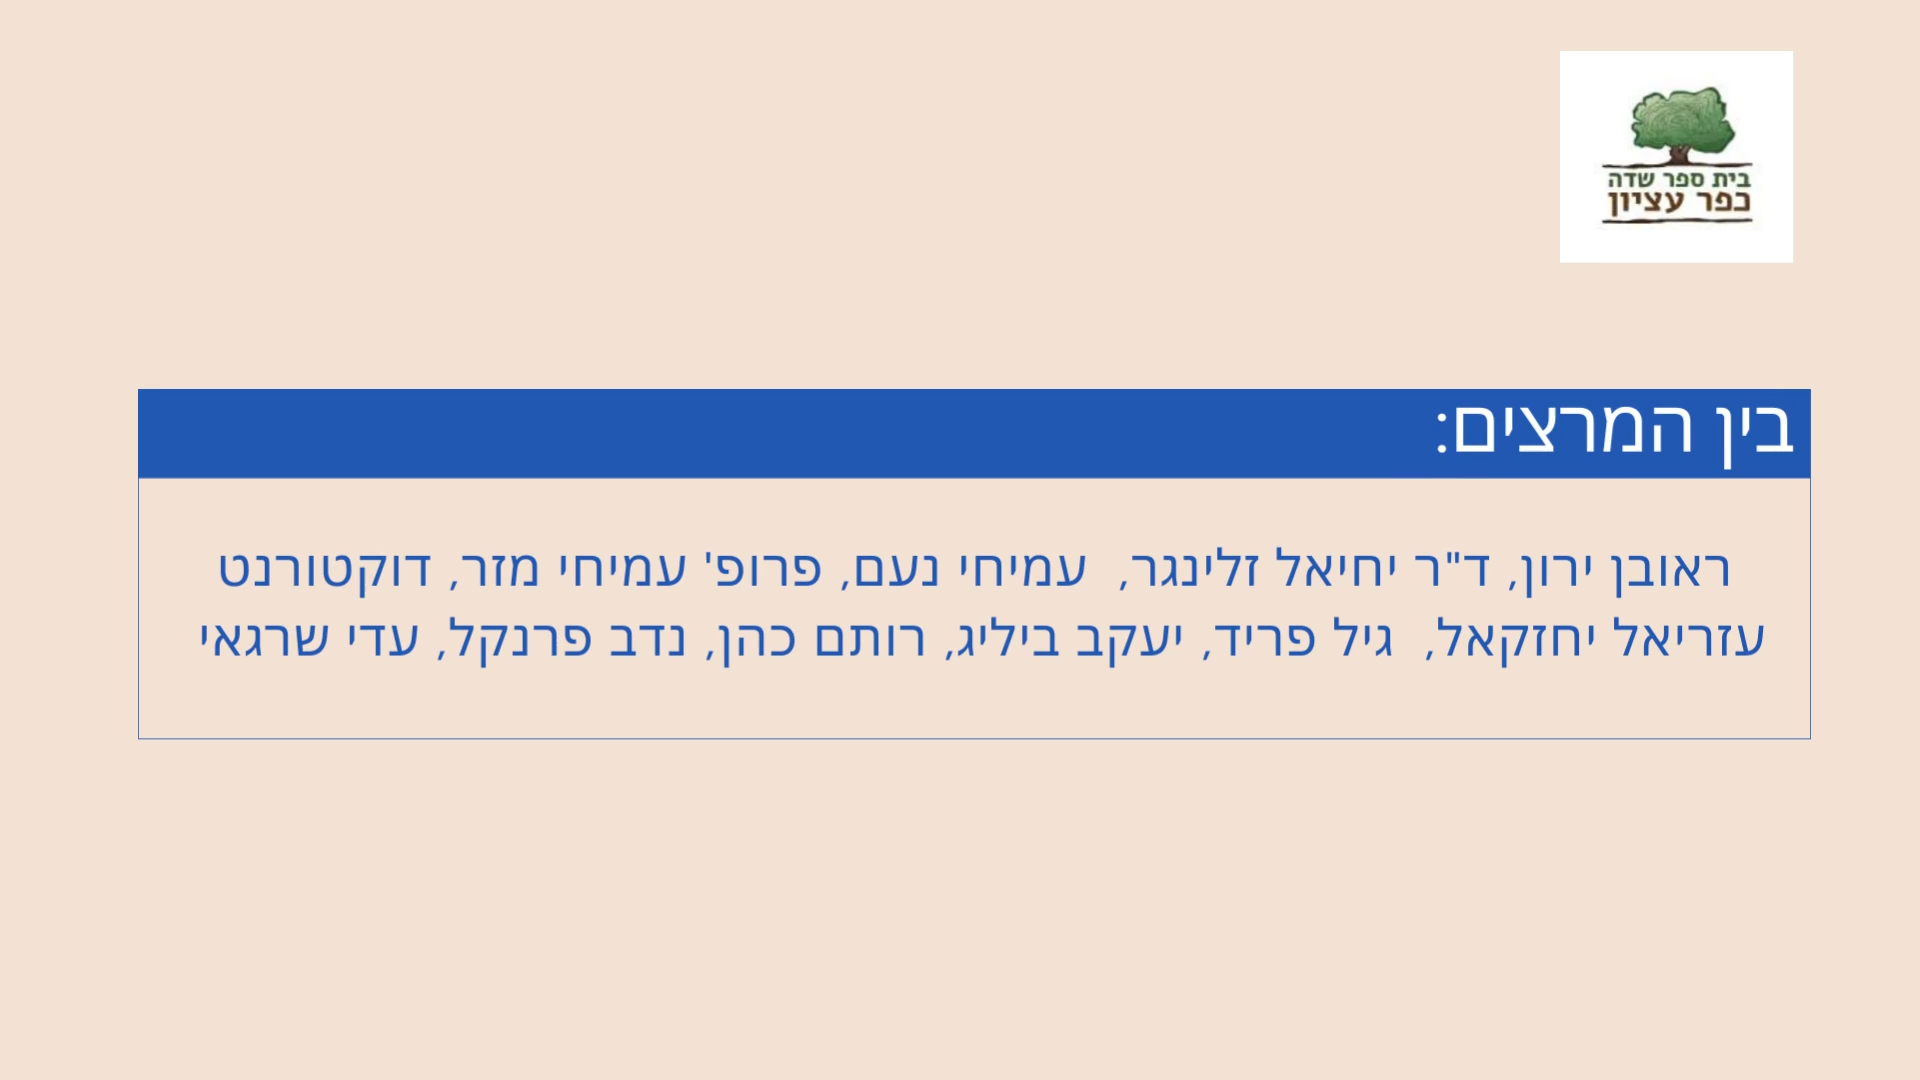 בית ספר שדה
כפר עציון
בין המרצים:
ראובן ירון, ד"ר יחיאל זלינגר,  עמיחי נעם, פרופ' עמיחי מזר, דוקטורנט
עזריאל יחזקאל,  גיל פריד, יעקב ביליג, רותם כהן, נדב פרנקל, עדי שרגאי